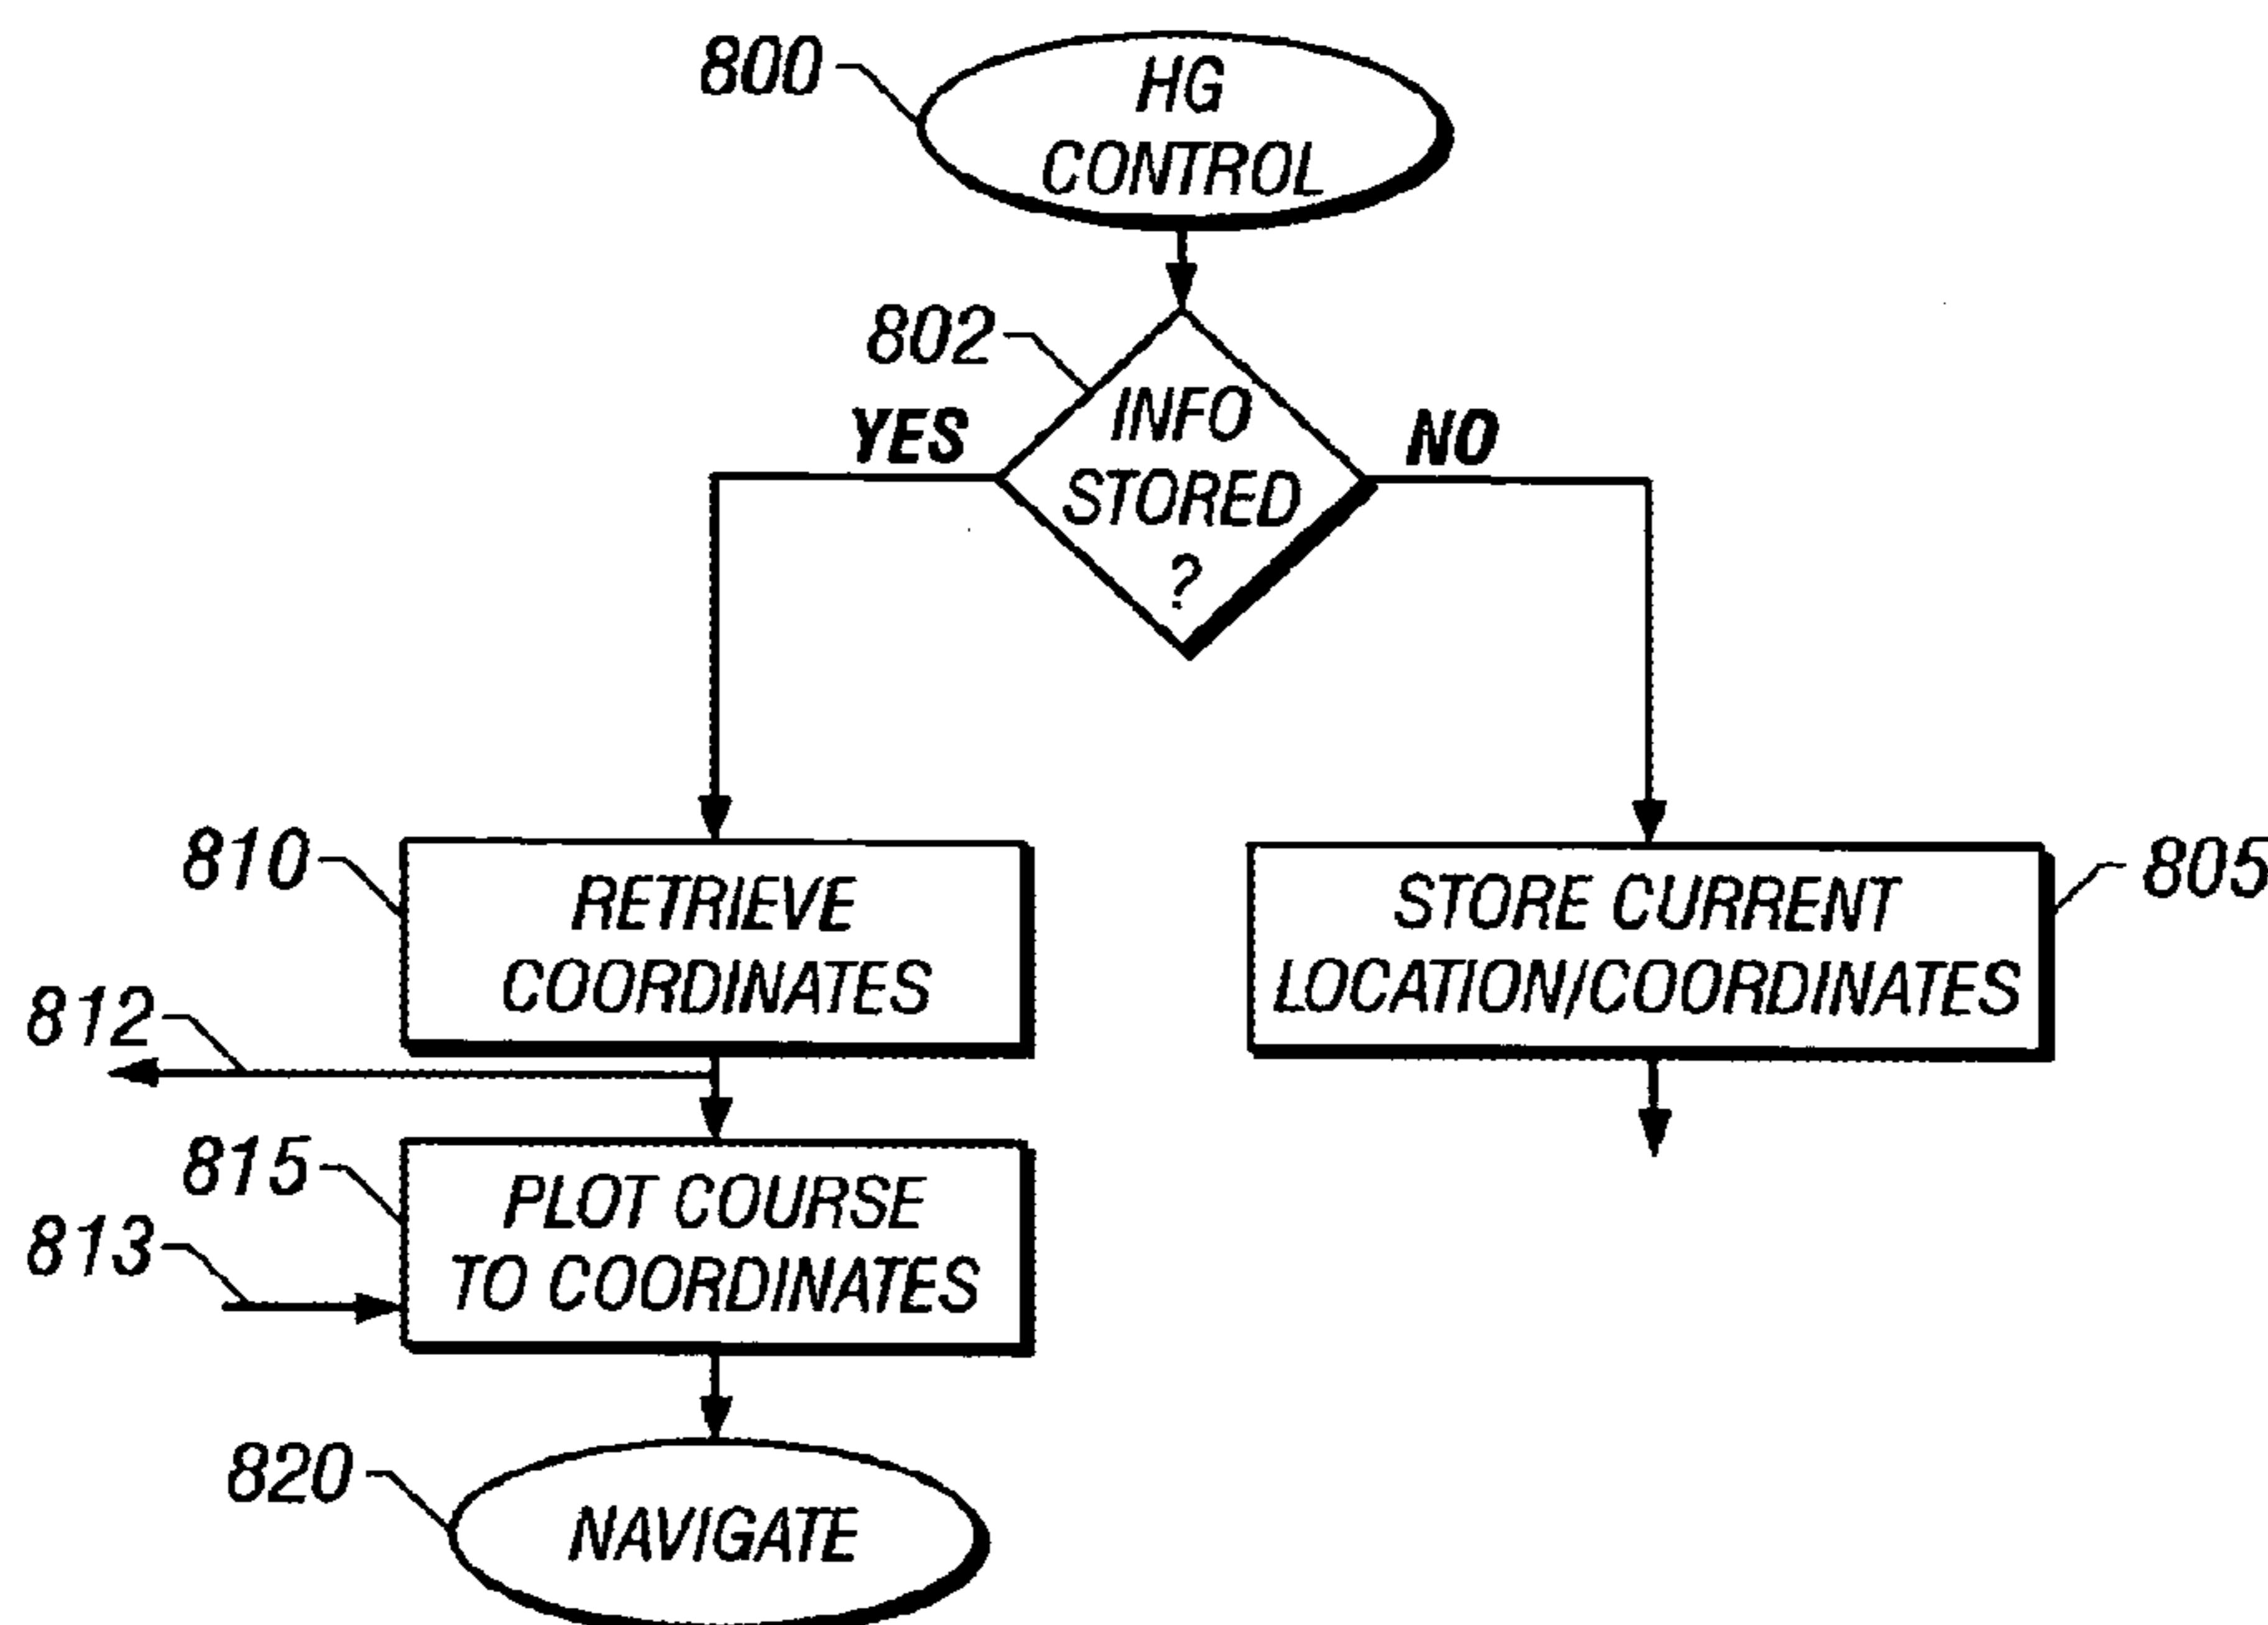 800
HG
CONTROL
802
YES
INFO
STORED
?
NO
810
RETRIEVE
COORDINATES
STORE CURRENT
LOCATION/COORDINATES
805
812
815
PLOT COURSE
TO COORDINATES
813
820
NAVIGATE